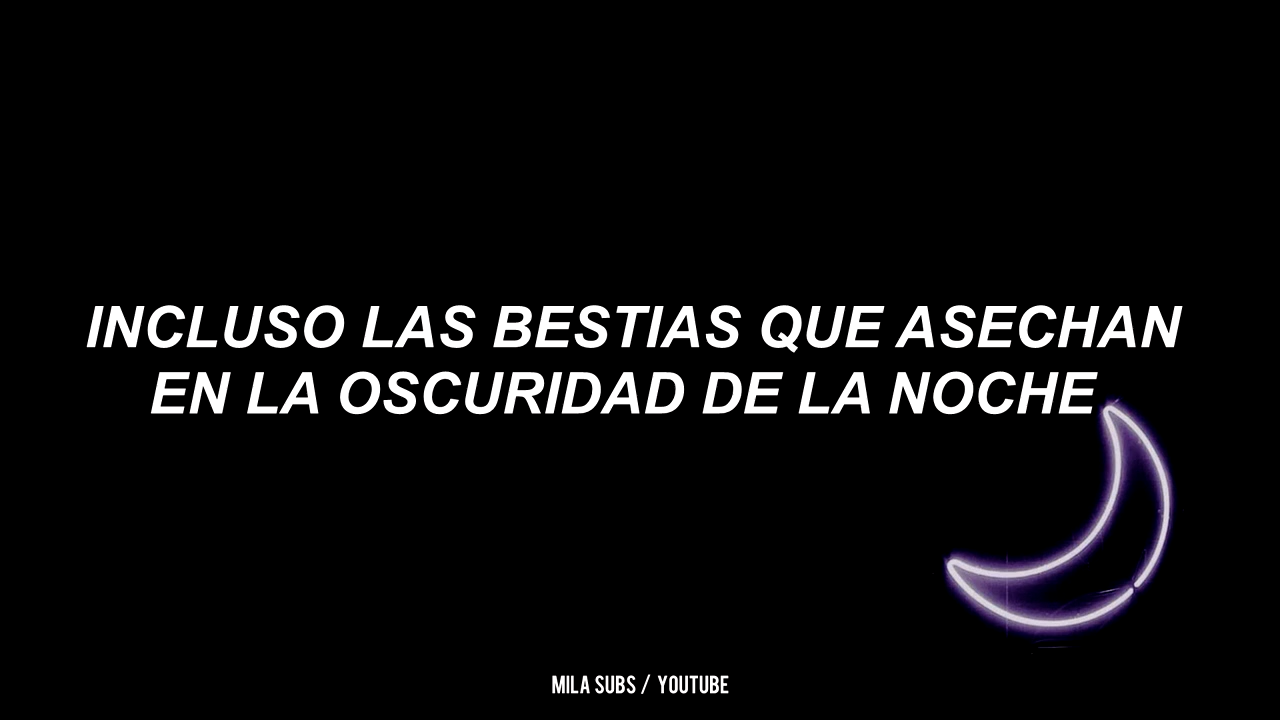 INCLUSO LAS BESTIAS QUE ASECHAN
EN LA OSCURIDAD DE LA NOCHE
MILA SUBS / YOUTUBE